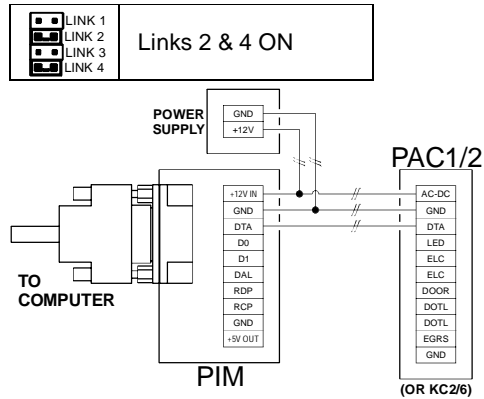 LINK 1
LINK 2
LINK 3
LINK 4
Links 2 & 4 ON
POWER
SUPPLY
GND
+12V
PAC1/2
+12V IN
GND
DTA
D0
D1
DAL
RDP
RCP
GND
+5V OUT
AC-DC
GND
DTA
LED
ELC
ELC
DOOR
DOTL
DOTL
EGRS
GND
TO
COMPUTER
PIM
(OR KC2/6)